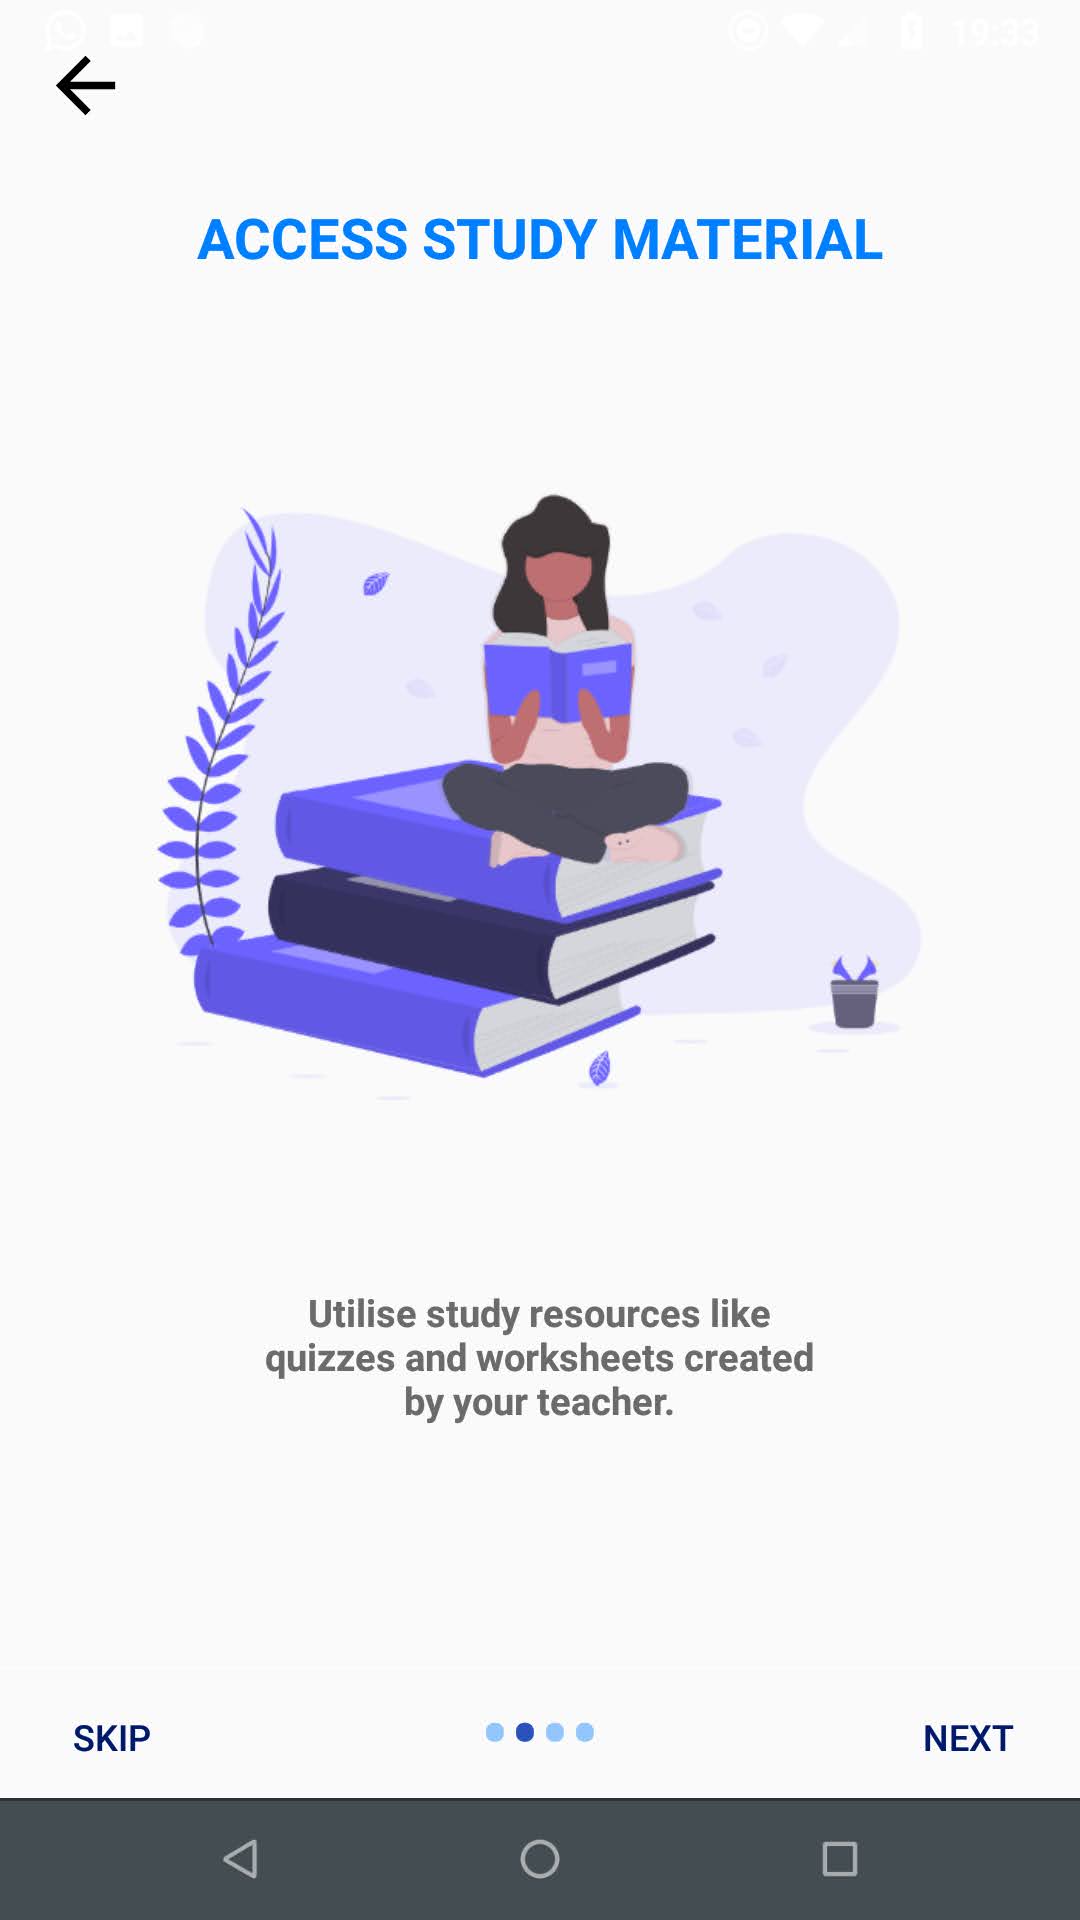 19:33
ACCESS STUDY MATERIAL
Utilise study resources like
quizzes and worksheets created
by your teacher.
SKIP
NEXT